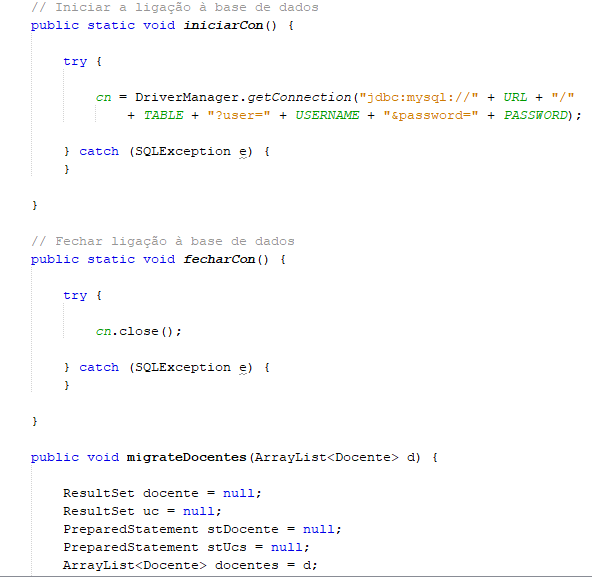 // Iniciar a ligação à base de dados
public static void iniciarCon() {
try {
cn = DriverManager.getConnection("jdbc:mysql://" + URL + "/"
+ TABLE + "?user=" + USERNAME + "&password=" + PASSWORD);
} catch (SQLException e) {
}
}
// Fechar ligação à base de dados
public static void fecharCon() {
try {
cn.close();
} catch (SQLException e) {
}
}
public void migrateDocentes(ArrayList<Docente> d) {
ResultSet docente = null;
ResultSet uc = null;
PreparedStatement stDocente = null;
PreparedStatement stUcs = null;
ArrayList<Docente> docentes = d;